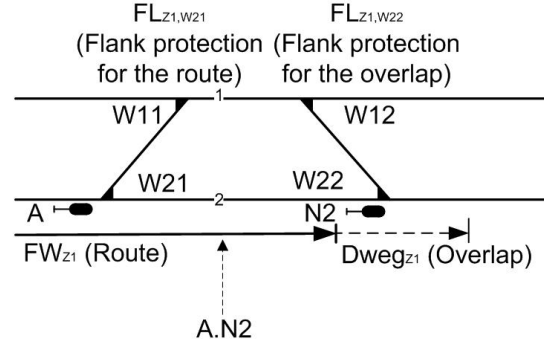 FLZ1,W21
(Flank protection
for the route)
FLZ1,W22
(Flank protection
for the overlap)
1
W11
W12
W21
2
W22
A
N2
FWZ1 (Route)
DwegZ1 (Overlap)
A.N2